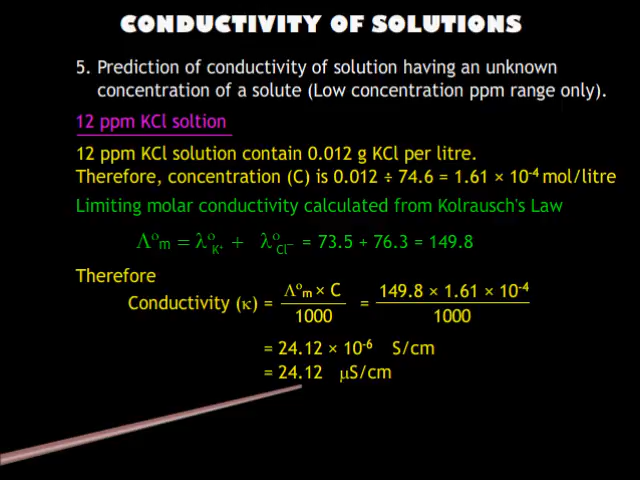 CONDUCTIVITY OF SOLUTIONS
5. Prediction of conductivity of solution having an unknown
concentration of a solute (Low concentration ppm range only).
12 ppm KCl soltion
12 ppm KCl solution contain 0.012 g KCl per litre.
Therefore, concentration (C) is 0.012 ÷ 74.6 = 1.61 × 10⁻⁴ mol/litre
Limiting molar conductivity calculated from Kolrausch's Law
Λ°m = λ°K⁺ + λ°Cl⁻ = 73.5 + 76.3 = 149.8
Therefore
Conductivity (κ) = Λ°m × C / 1000 = 149.8 × 1.61 × 10⁻⁴ / 1000
= 24.12 × 10⁻⁶ S/cm
= 24.12 µS/cm